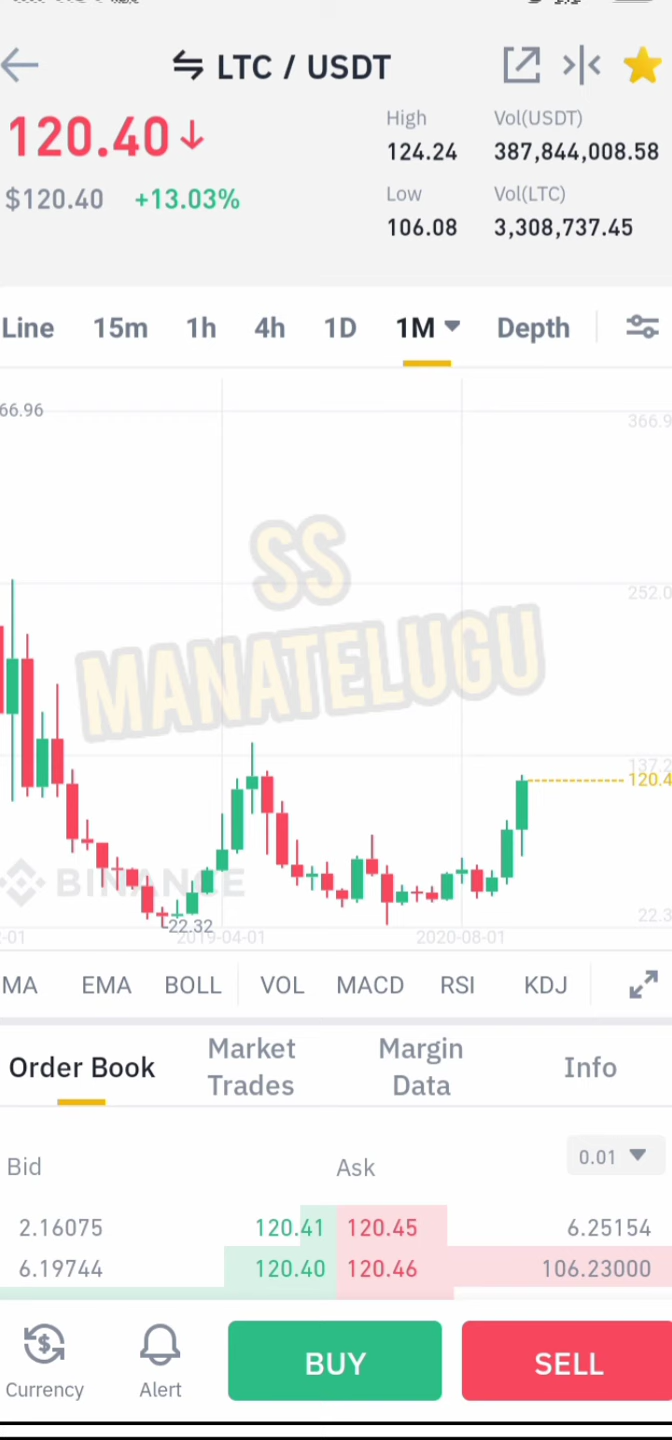 LTC / USDT
120.40
$120.40 +13.03%
High
124.24
Low
106.08
Vol(USDT)
387,844,008.58
Vol(LTC)
3,308,737.45
Line 15m 1h 4h 1D 1M Depth
66.96
366.9
SS
252.0
MANATELUGU
137.2
120.4
BINANCE
22.32
22.3
-01 2019-04-01 2020-08-01
MA EMA BOLL VOL MACD RSI KDJ
Order Book
Market Trades
Margin Data
Info
Bid Ask 0.01
2.16075 120.41 120.45 6.25154
6.19744 120.40 120.46 106.23000
Currency
Alert
BUY
SELL